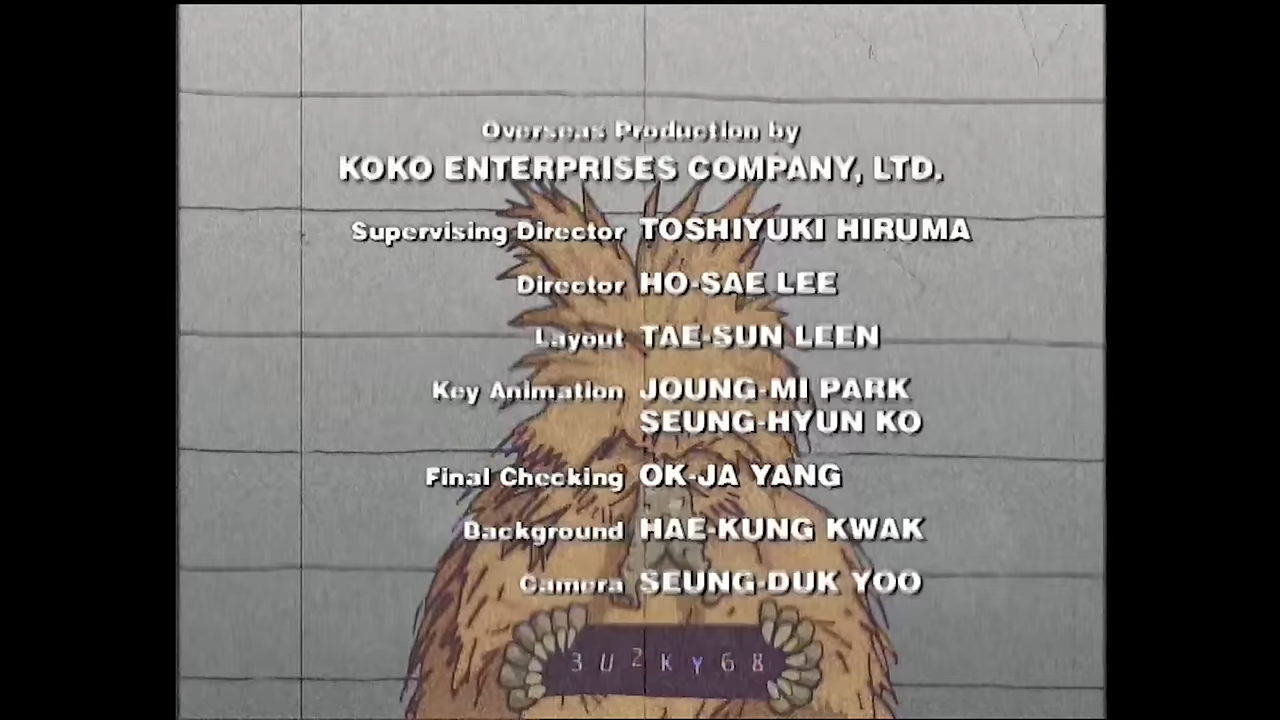 Overseas Production by
KOKO ENTERPRISES COMPANY, LTD.
Supervising Director TOSHIYUKI HIRUMA
Director HO-SAE LEE
Layout TAE-SUN LEEN
Key Animation JOUNG-MI PARK
SEUNG-HYUN KO
Final Checking OK-JA YANG
Background HAE-KUNG KWAK
Camera SEUNG-DUK YOO
3U2KY68